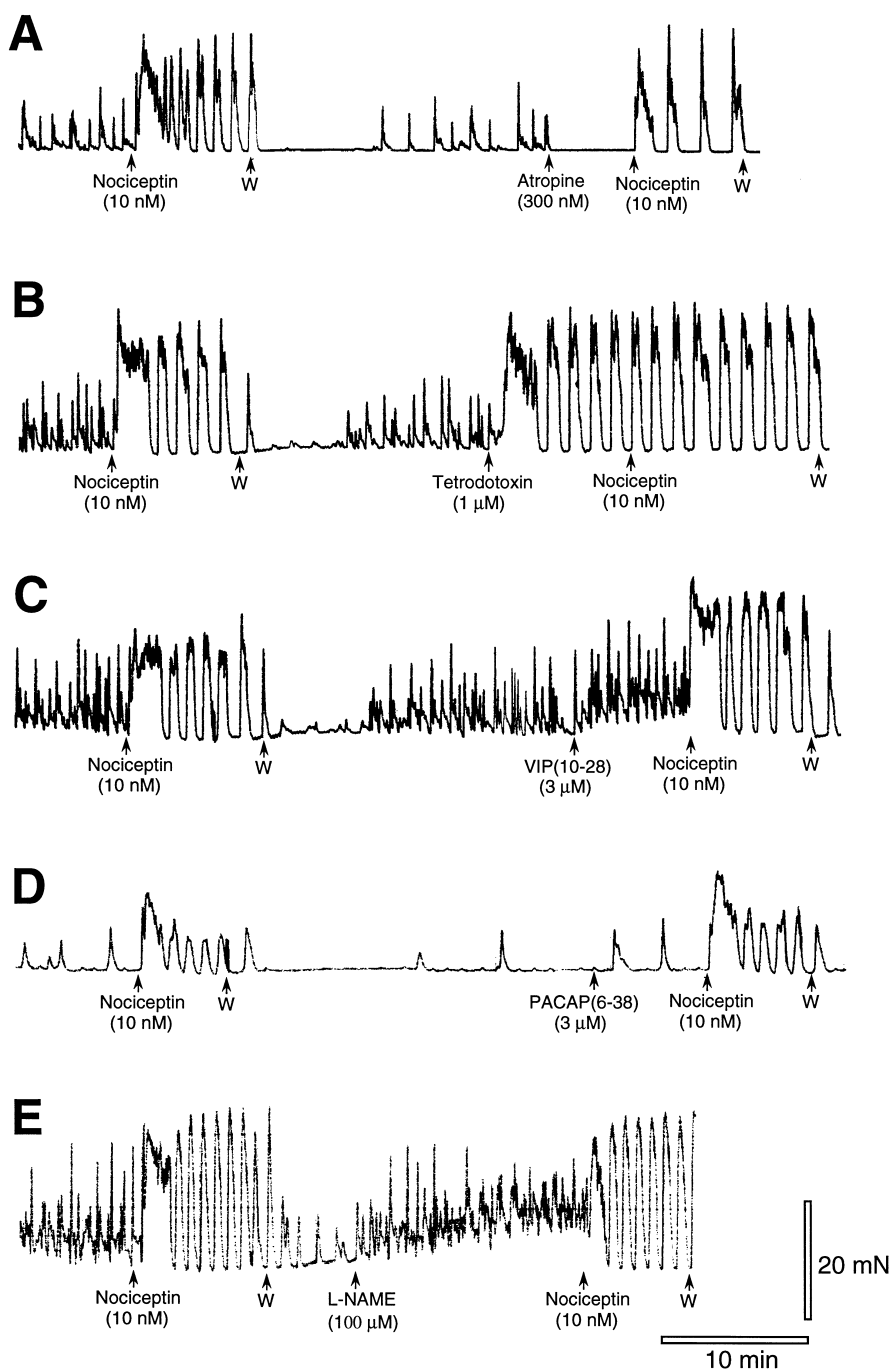 A
Nociceptin
(10 nM)
W
Atropine
(300 nM)
Nociceptin
(10 nM)
W
B
Nociceptin
(10 nM)
W
Tetrodotoxin
(1 μM)
Nociceptin
(10 nM)
W
C
Nociceptin
(10 nM)
W
VIP(10-28)
(3 μM)
Nociceptin
(10 nM)
W
D
Nociceptin
(10 nM)
W
PACAP(6-38)
(3 μM)
Nociceptin
(10 nM)
W
E
Nociceptin
(10 nM)
W
L-NAME
(100 μM)
Nociceptin
(10 nM)
W
20 mN
10 min